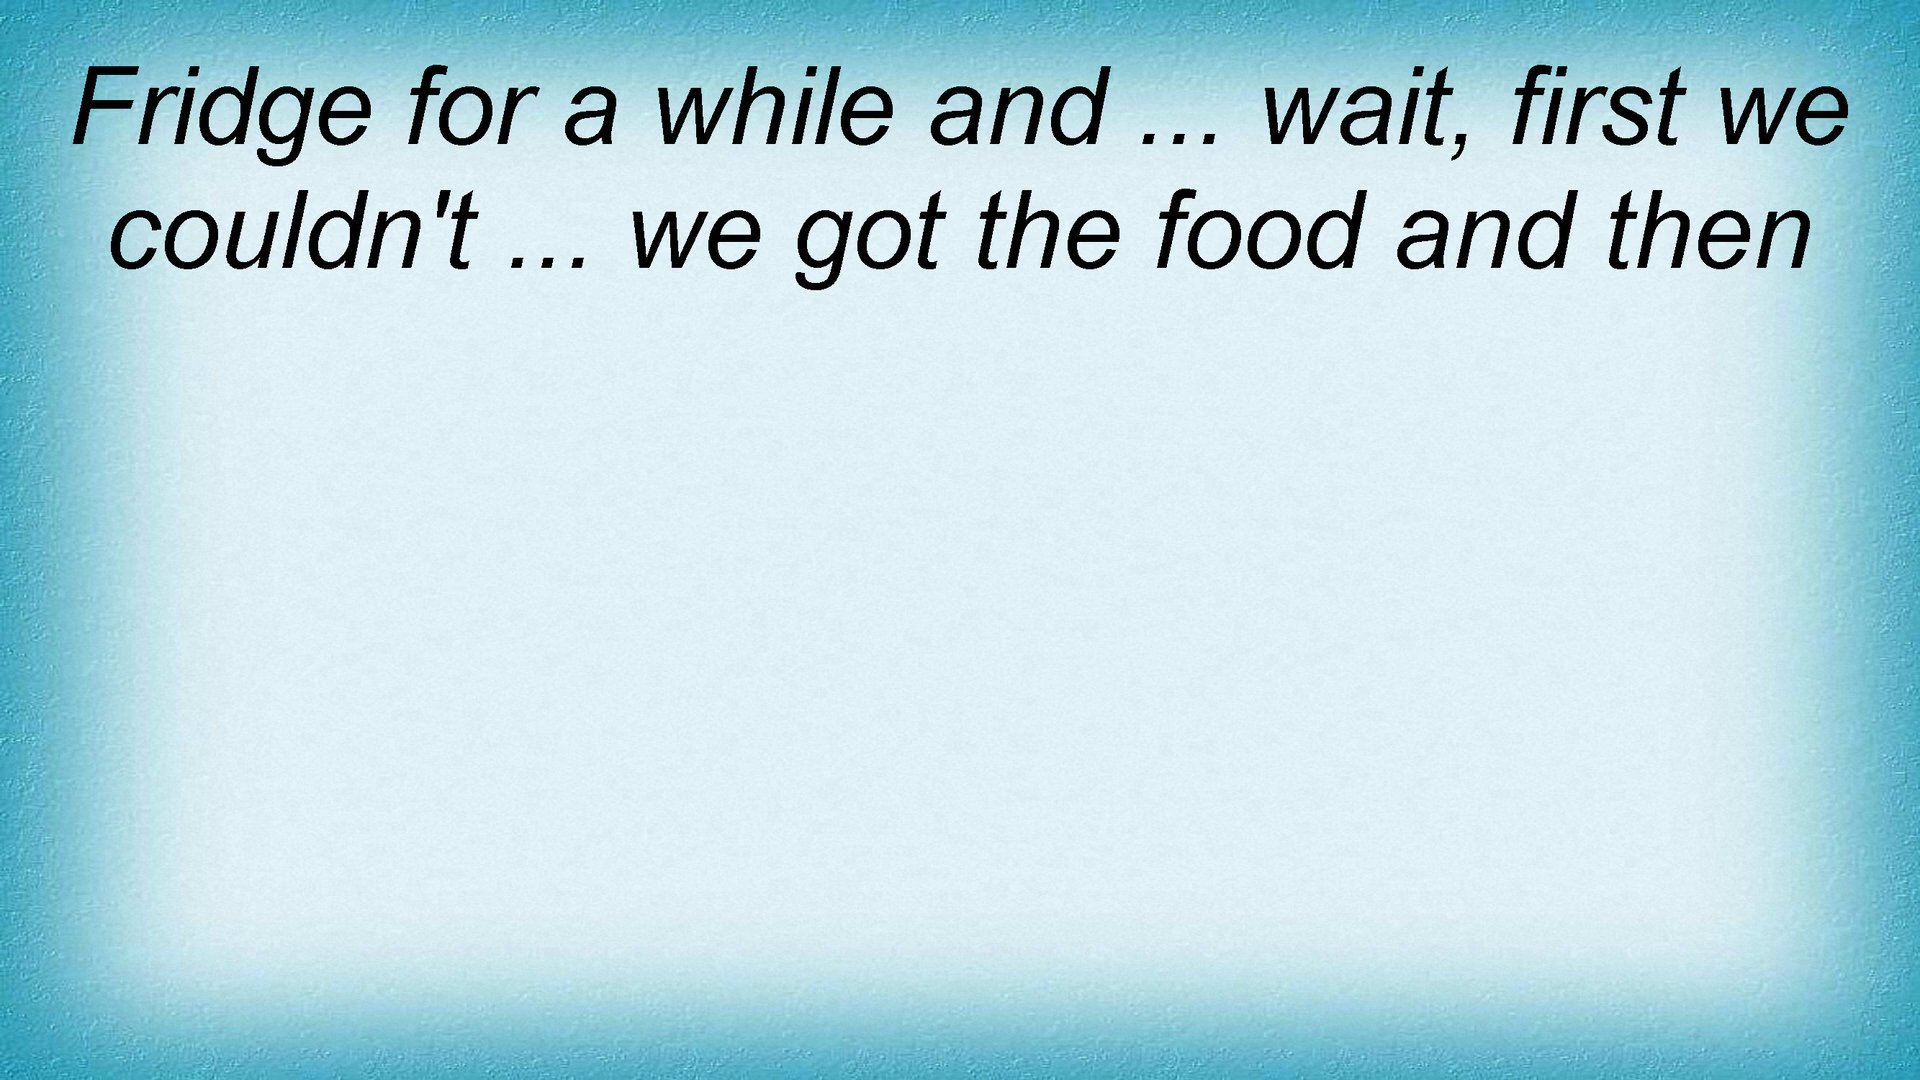 Fridge for a while and ... wait, first we
couldn't ... we got the food and then